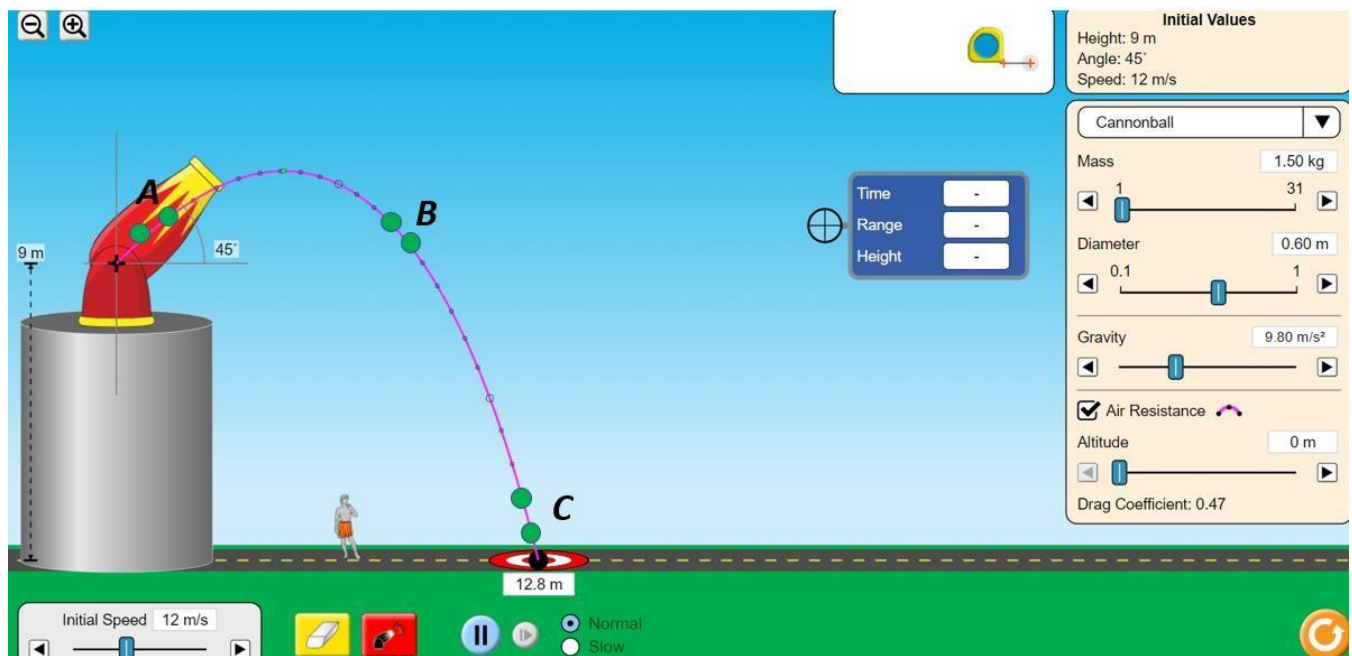 Initial Values
Height: 9 m
Angle: 45°
Speed: 12 m/s
Cannonball
Mass 1.50 kg
1 31
Diameter 0.60 m
0.1 1
Gravity 9.80 m/s²
Air Resistance
Altitude 0 m
Drag Coefficient: 0.47
Time -
Range -
Height -
A
B
45°
9 m
C
12.8 m
Initial Speed 12 m/s
Normal
Slow